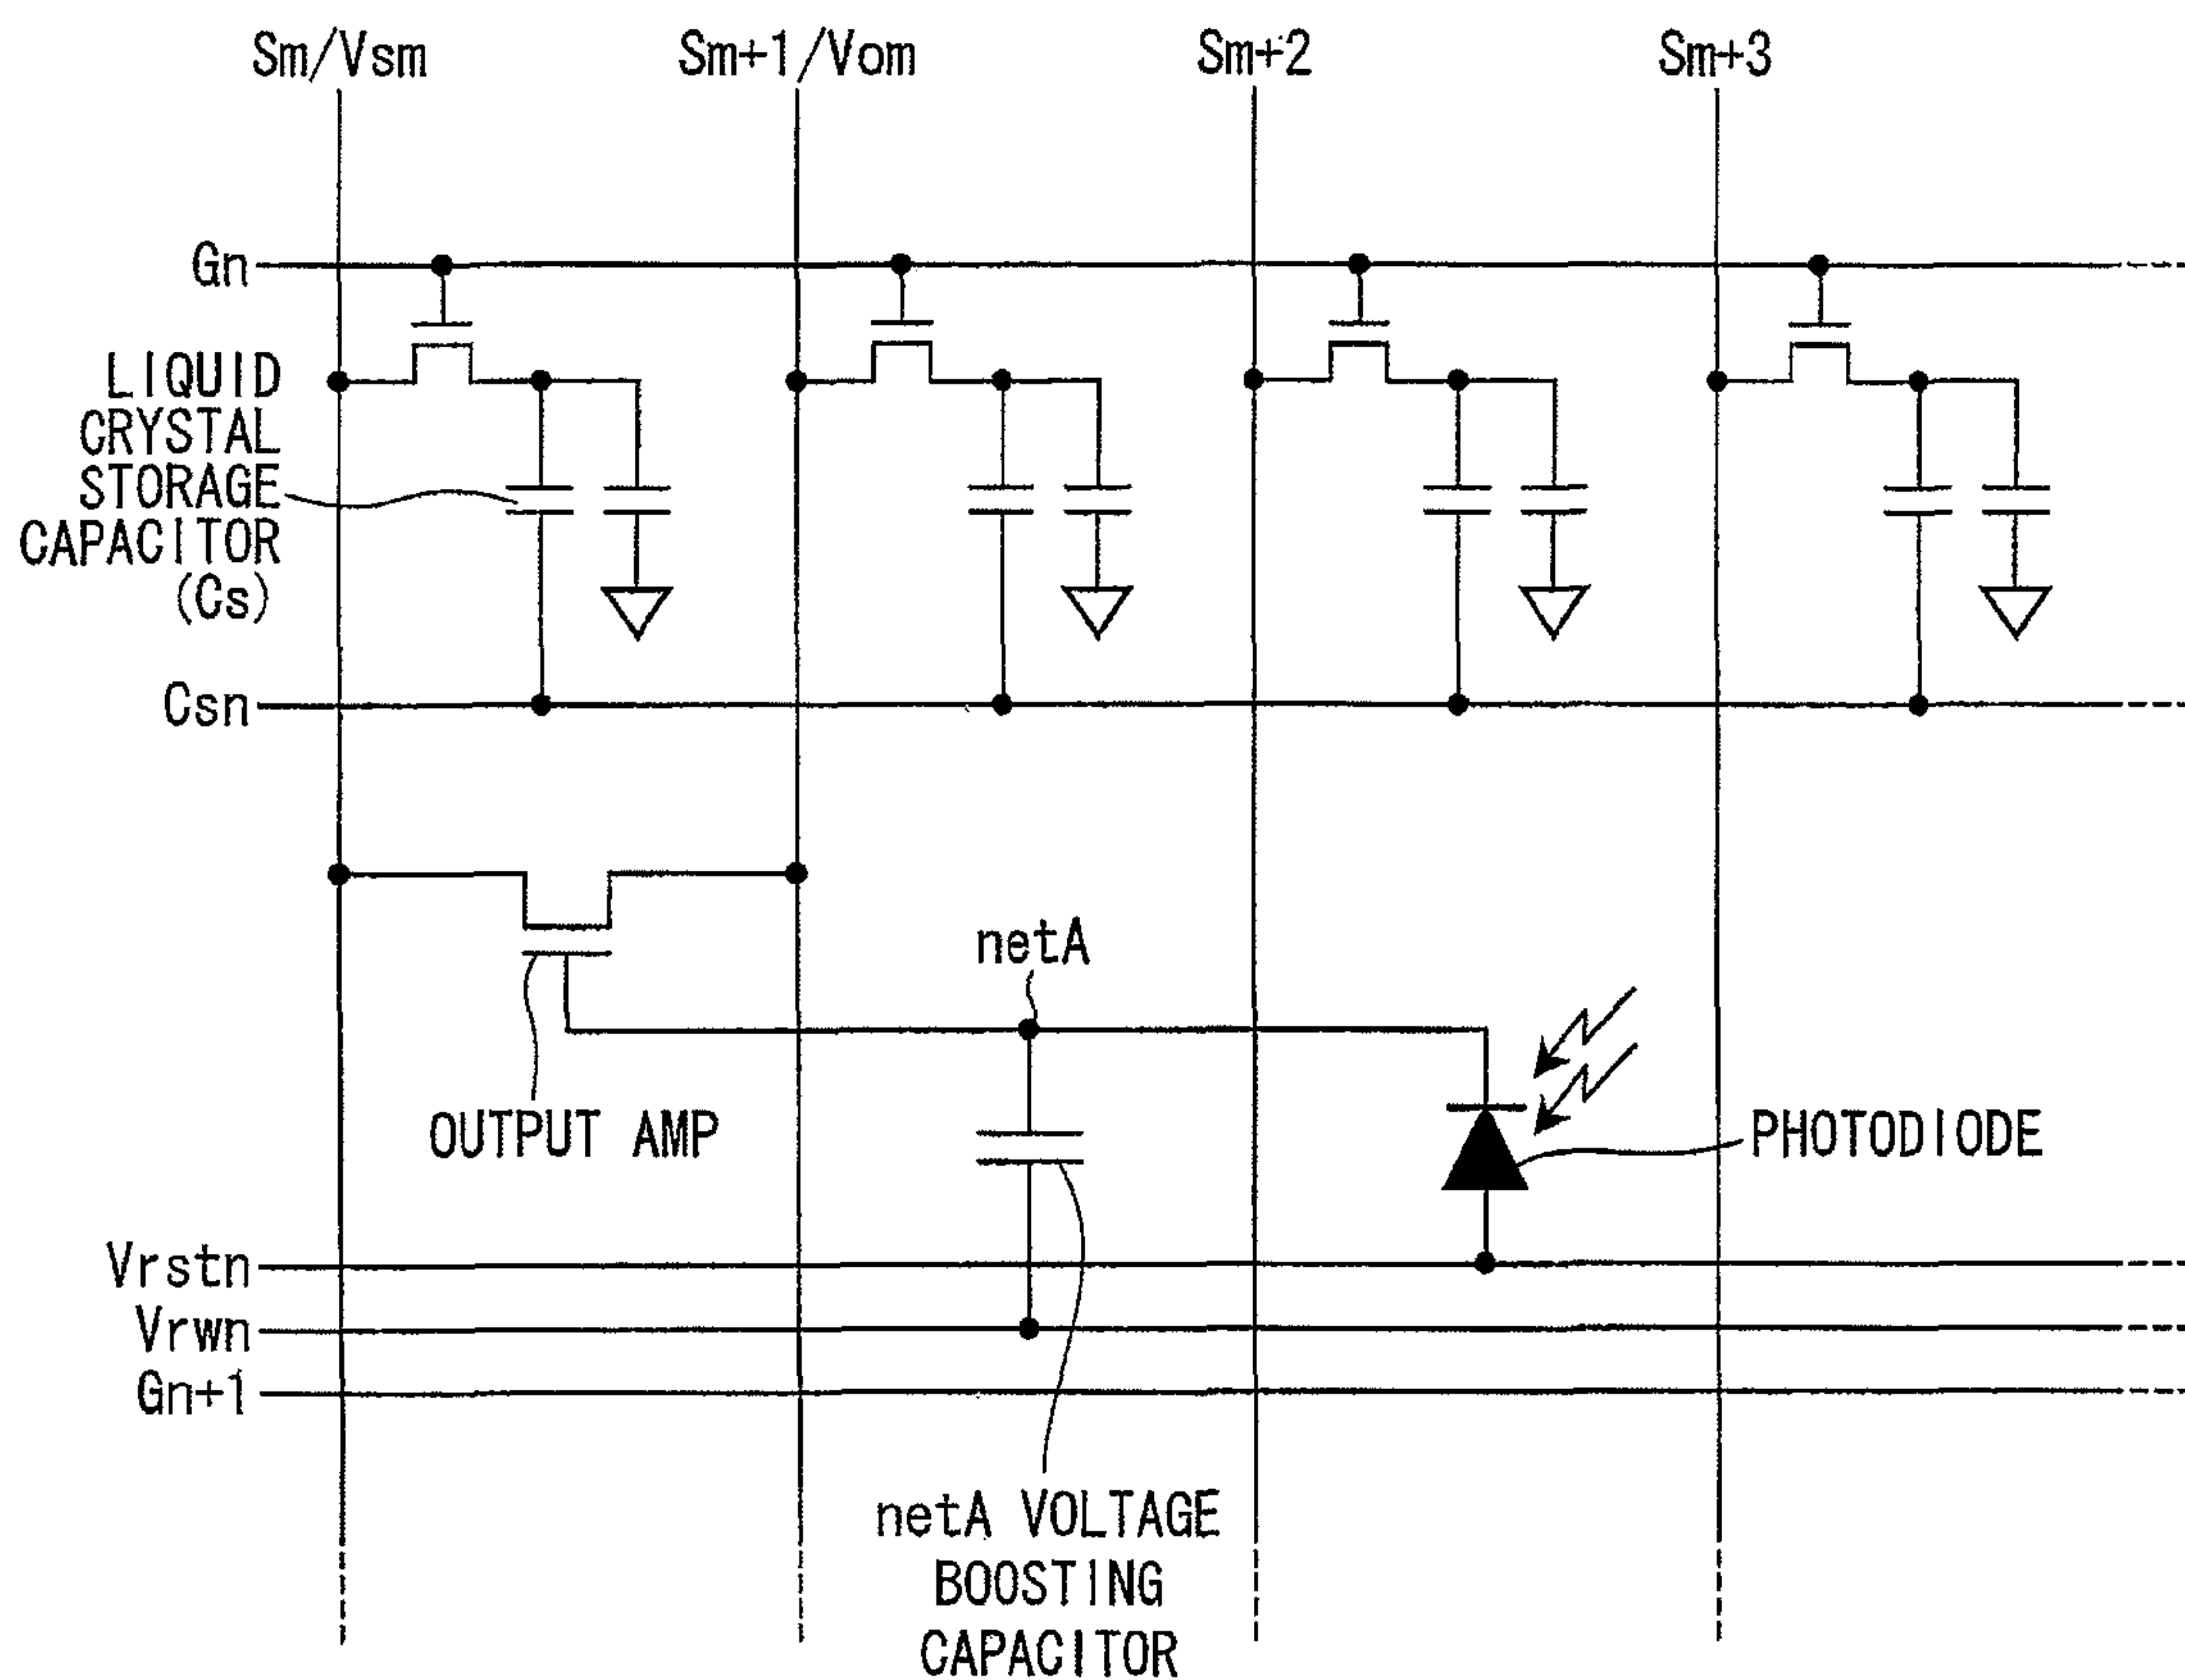 Sm/Vsm
Sm+1/Vom
Sm+2
Sm+3
Gn
LIQUID
CRYSTAL
STORAGE
CAPACITOR
(Cs)
Csn
netA
OUTPUT AMP
PHOTODIODE
Vrstn
Vrwn
Gn+1
netA VOLTAGE
BOOSTING
CAPACITOR